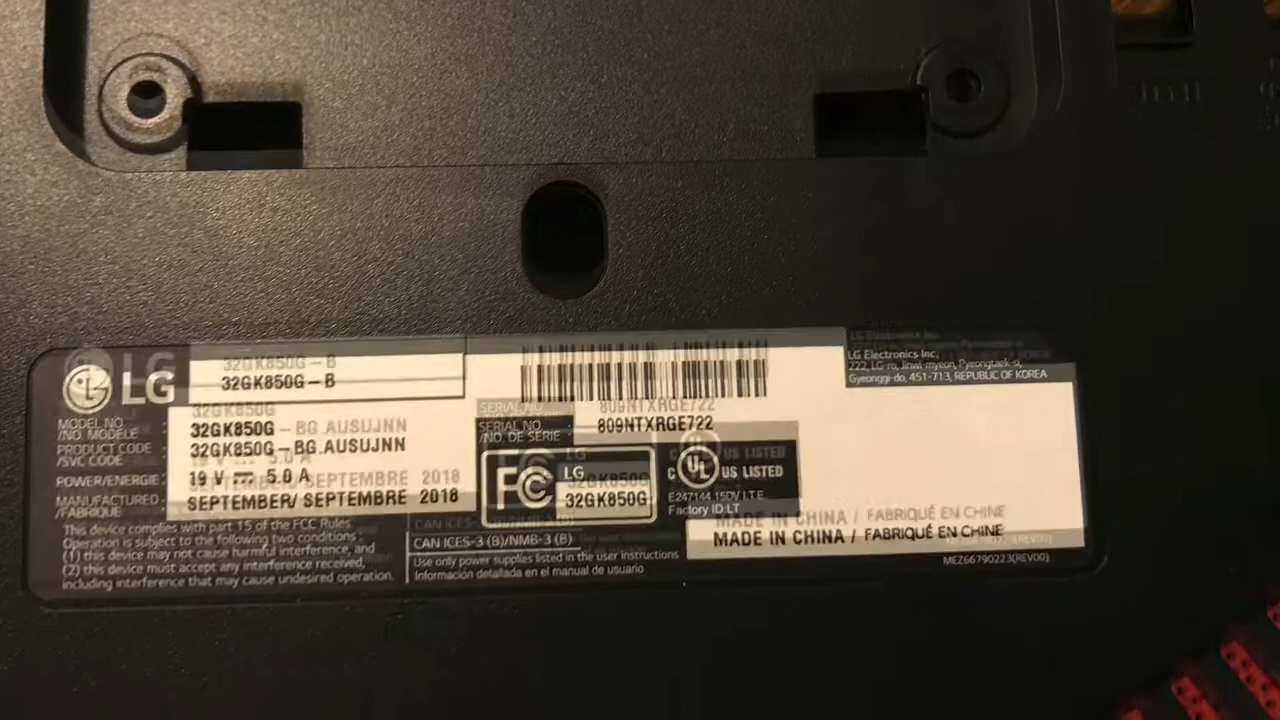 LG
32GK850G-B
MODEL NO. /NO. MODÈLE : 32GK850G
PRODUCT CODE /SVC CODE : 32GK850G-BG.AUSUJNN
POWER/ENERGIE: 19 V 5.0 A
MANUFACTURED /FABRIQUÉ : SEPTEMBER/ SEPTEMBRE 2018
This device complies with part 15 of the FCC Rules.
Operation is subject to the following two conditions :
(1) this device may not cause harmful interference, and
(2) this device must accept any interference received,
including interference that may cause undesired operation.
SERIAL NO. /NO. DE SÉRIE : 809NTXRGE722
FC LG
32GK850G
CAN ICES-3 (B)/NMB-3 (B)
Use only power supplies listed in the user instructions
Información detallada en el manual de usuario
C UL US LISTED
E247144 15DV I.T.E.
Factory ID:LT
LG Electronics Inc.
222, LG-ro, Jinwi-myeon, Pyeongtaek-si,
Gyeonggi-do, 451-713, REPUBLIC OF KOREA
MADE IN CHINA / FABRIQUÉ EN CHINE
MEZ66790223(REV00)